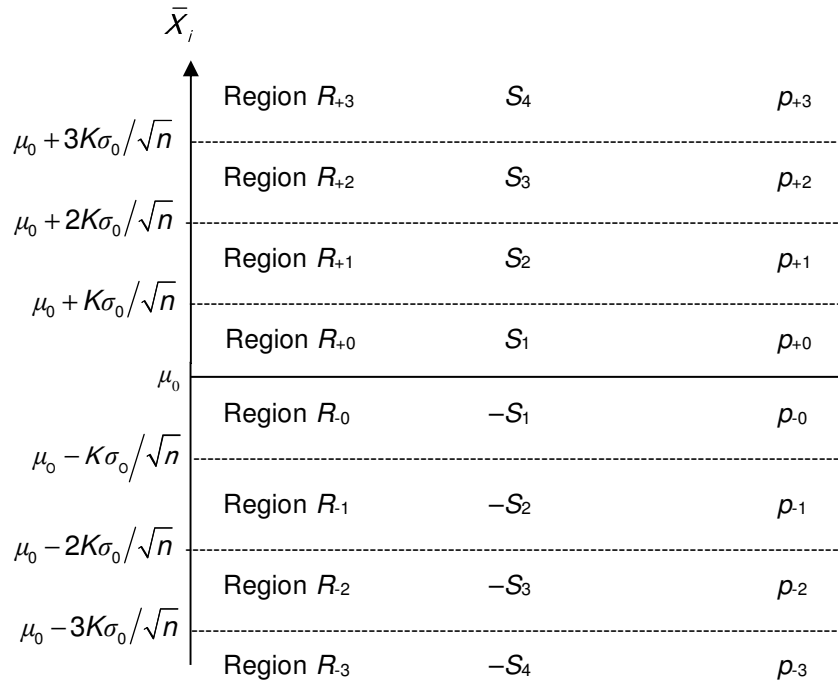 X̄ᵢ
Region R₊₃ S₄ p₊₃
μ₀ + 3Kσ₀/√n
Region R₊₂ S₃ p₊₂
μ₀ + 2Kσ₀/√n
Region R₊₁ S₂ p₊₁
μ₀ + Kσ₀/√n
Region R₊₀ S₁ p₊₀
μ₀
Region R₋₀ –S₁ p₋₀
μ₀ − Kσ₀/√n
Region R₋₁ –S₂ p₋₁
μ₀ − 2Kσ₀/√n
Region R₋₂ –S₃ p₋₂
μ₀ − 3Kσ₀/√n
Region R₋₃ –S₄ p₋₃